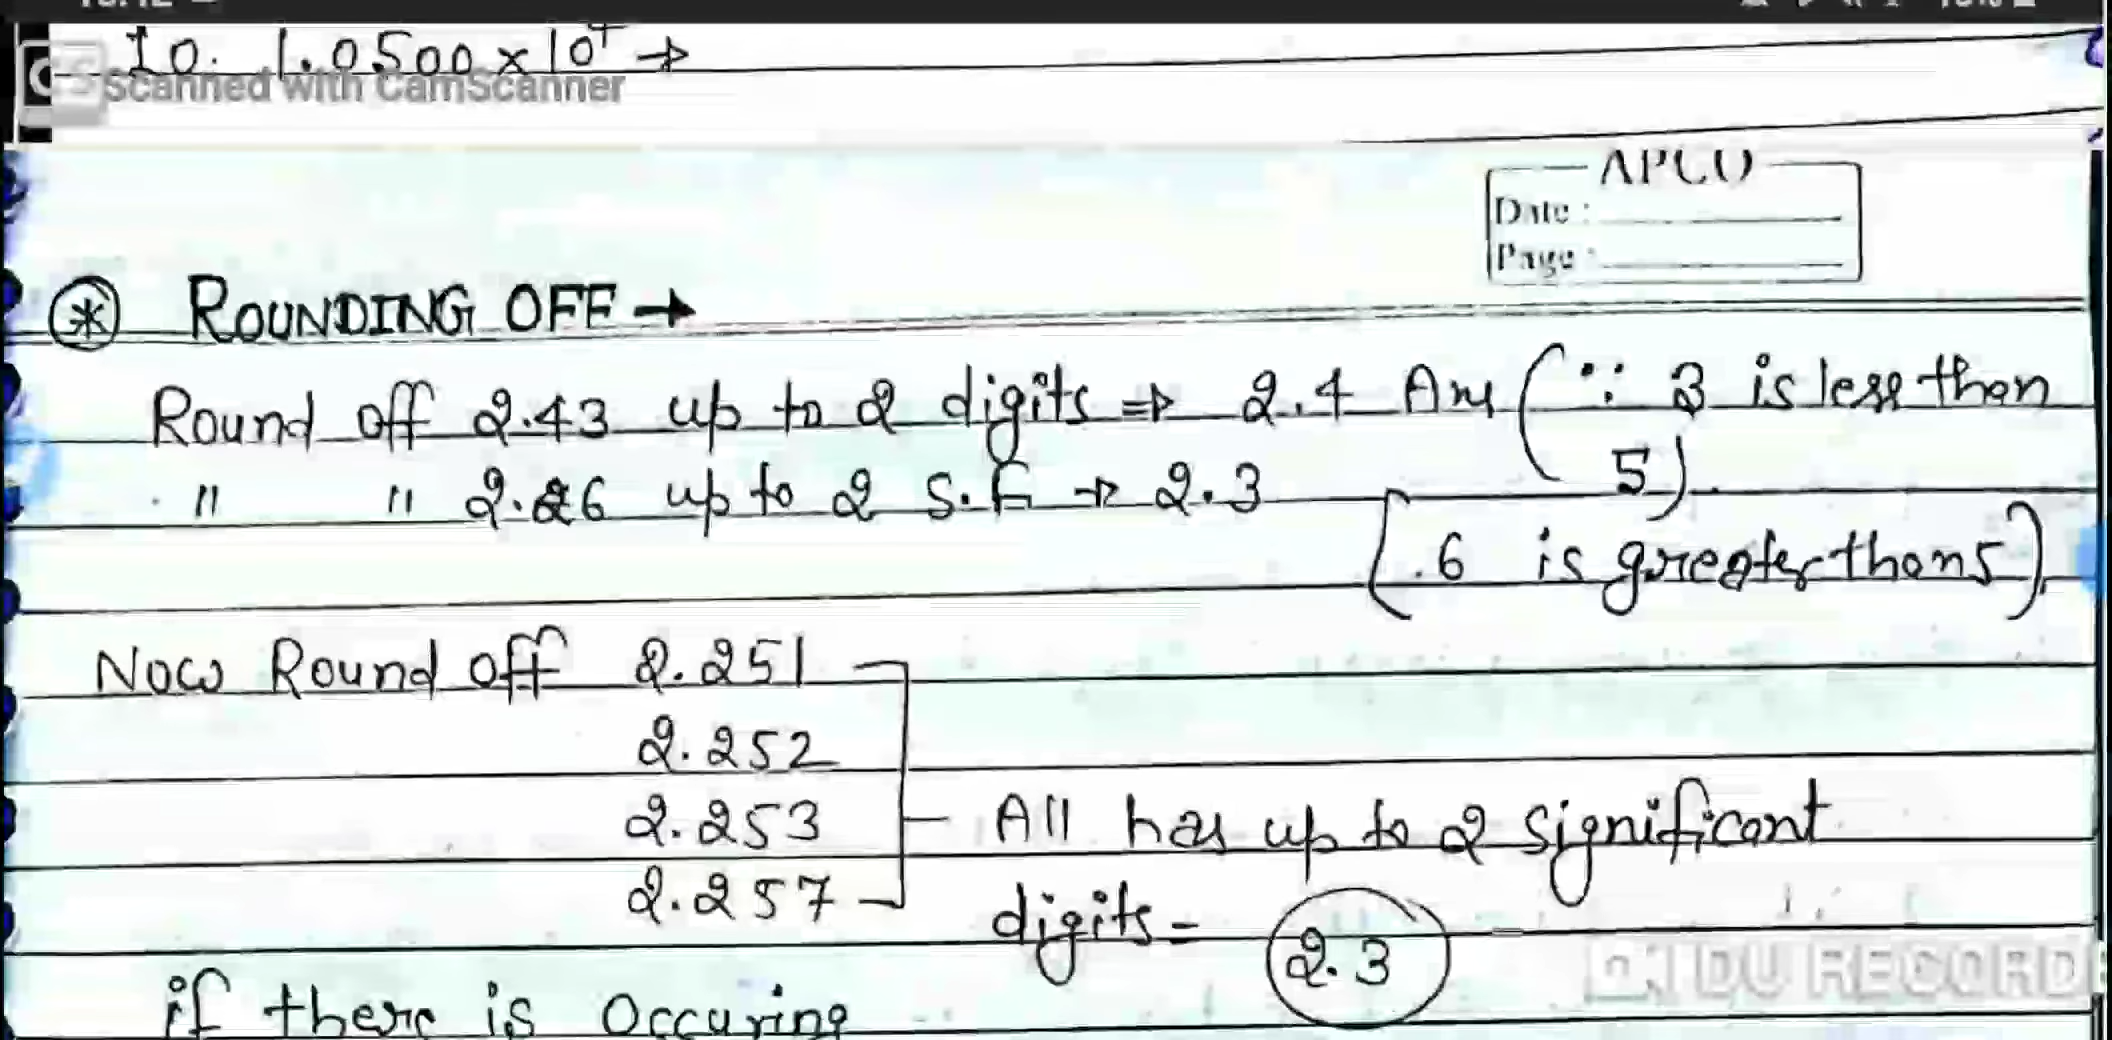 10. 1.0500 × 10⁴ →
CS Scanned with CamScanner
APCO
Date :
Page :
* ROUNDING OFF →
Round off 2.43 up to 2 digits ⇒ 2.4 Ans (∵ 3 is less than
5)
" " 2.26 up to 2 S.F → 2.3
[.6 is greater than 5).
Now Round off 2.251
2.252
2.253
2.257
All has up to 2 significant
digits = 2.3
DU RECORD
if there is occuring